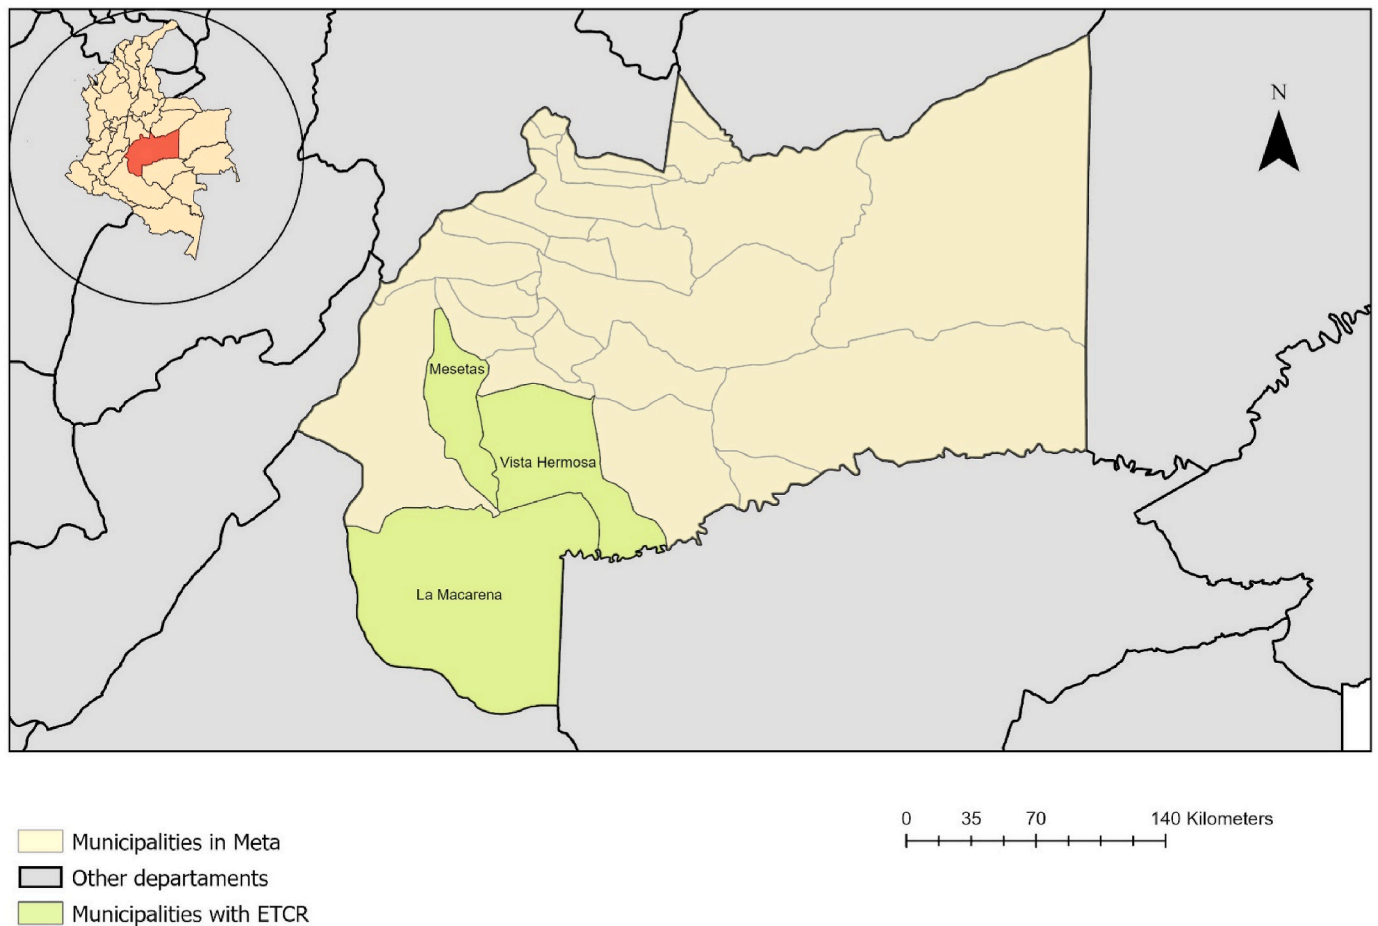 N
Mesetas
Vista Hermosa
La Macarena
0 35 70 140 Kilometers
Municipalities in Meta
Other departaments
Municipalities with ETCR